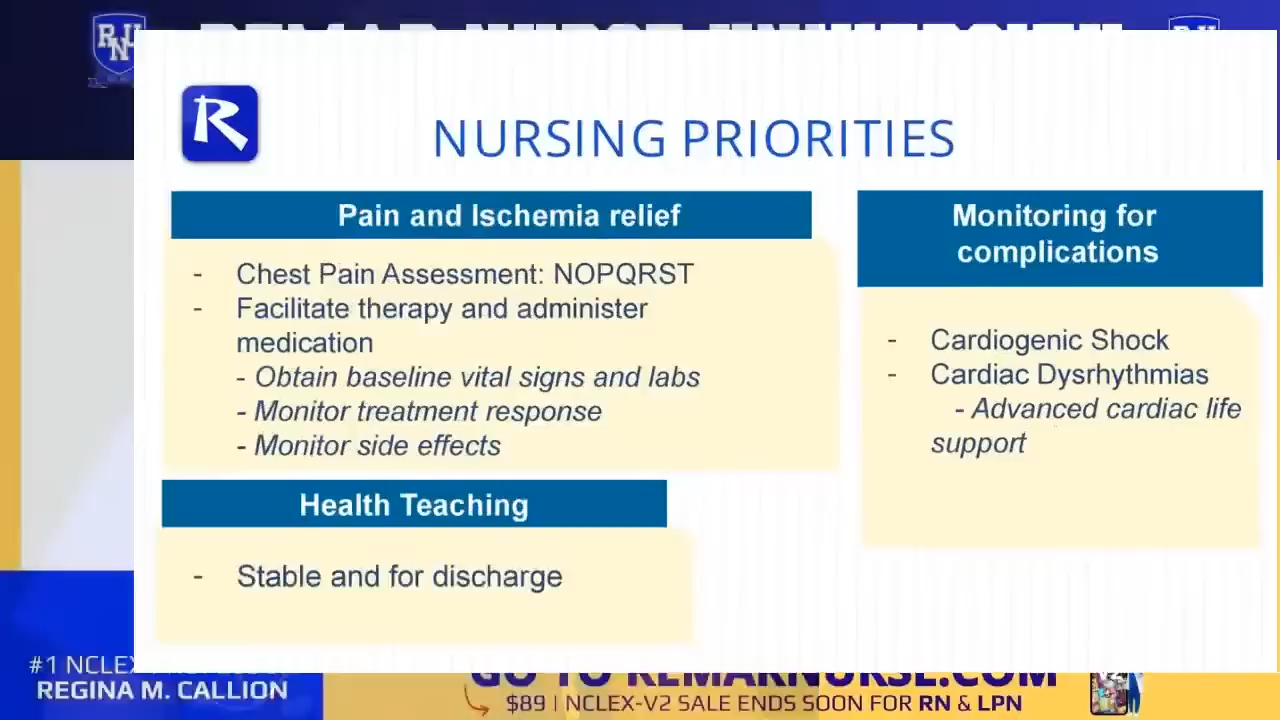 RNU
NURSING PRIORITIES
Pain and Ischemia relief
- Chest Pain Assessment: NOPQRST
- Facilitate therapy and administer
medication
- Obtain baseline vital signs and labs
- Monitor treatment response
- Monitor side effects
Monitoring for
complications
- Cardiogenic Shock
- Cardiac Dysrhythmias
- Advanced cardiac life
support
Health Teaching
- Stable and for discharge
#1 NCLEX
REGINA M. CALLION
GO TO REMARNURSE.COM
$89 | NCLEX-V2 SALE ENDS SOON FOR RN & LPN